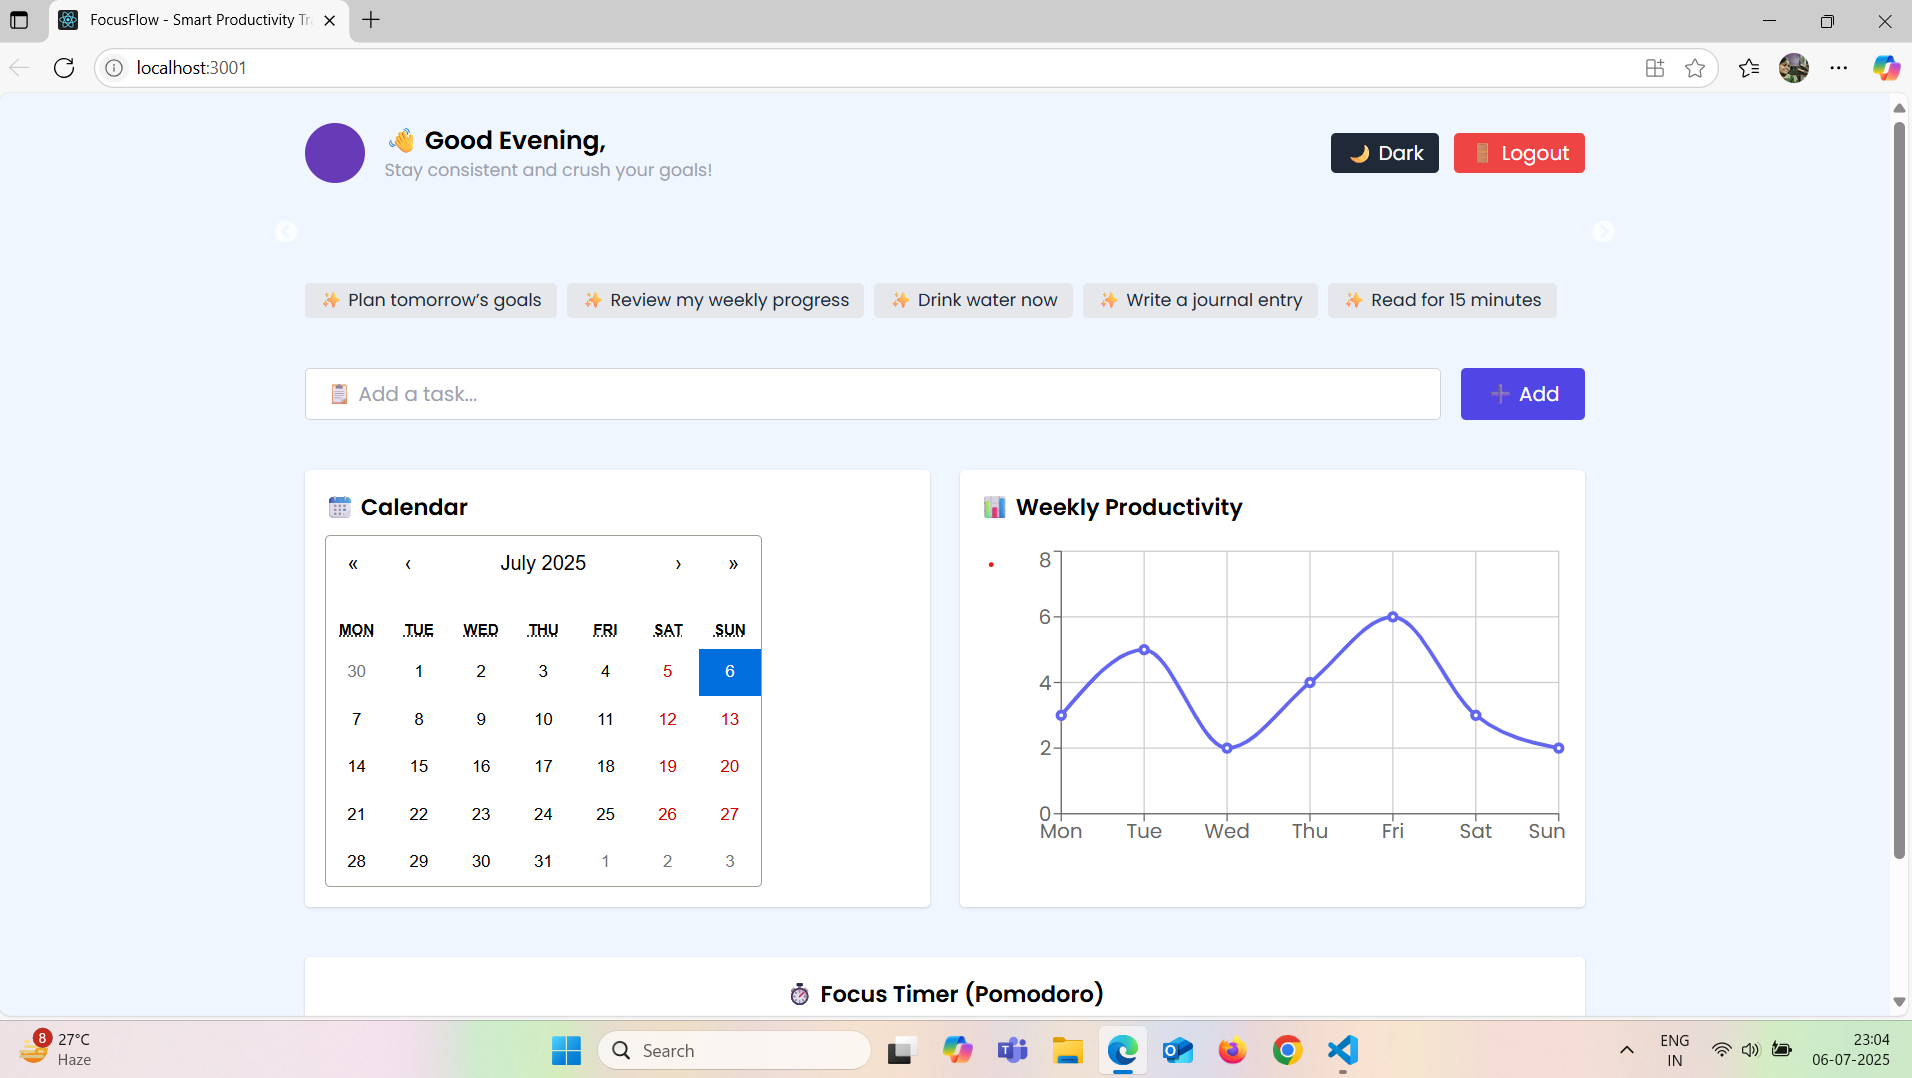 FocusFlow - Smart Productivity Tr
localhost:3001
👋 Good Evening,
Stay consistent and crush your goals!
🌙 Dark
🚪 Logout
✨ Plan tomorrow’s goals
✨ Review my weekly progress
✨ Drink water now
✨ Write a journal entry
✨ Read for 15 minutes
📋 Add a task...
➕ Add
📅 Calendar
« ‹ July 2025 › »
MON TUE WED THU FRI SAT SUN
30 1 2 3 4 5 6
7 8 9 10 11 12 13
14 15 16 17 18 19 20
21 22 23 24 25 26 27
28 29 30 31 1 2 3
📊 Weekly Productivity
8
6
4
2
0
Mon Tue Wed Thu Fri Sat Sun
⏱️ Focus Timer (Pomodoro)
8
27°C
Haze
Search
ENG
IN
23:04
06-07-2025